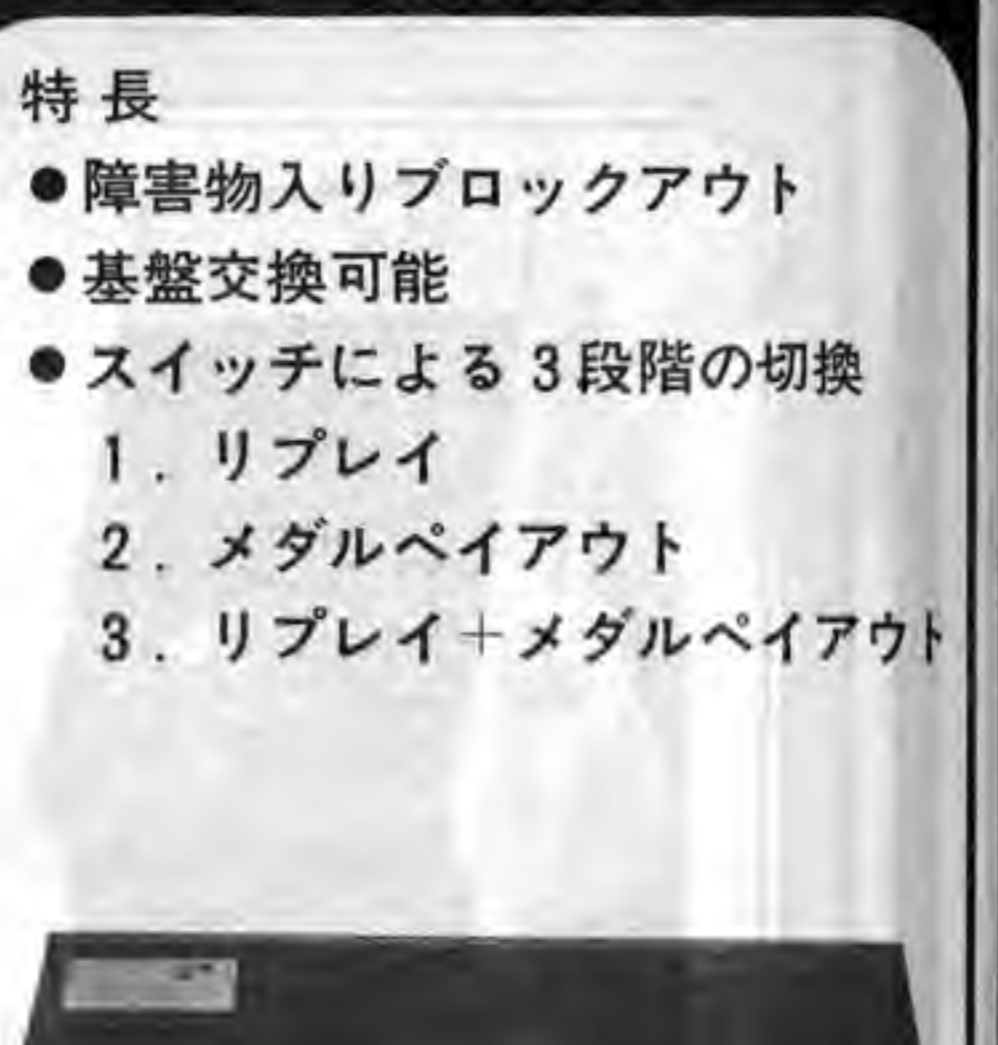 特長
●障害物入りブロックアウト
●基盤交換可能
●スイッチによる3段階の切換
1. リプレイ
2. メダルペイアウト
3. リプレイ+メダルペイアウト